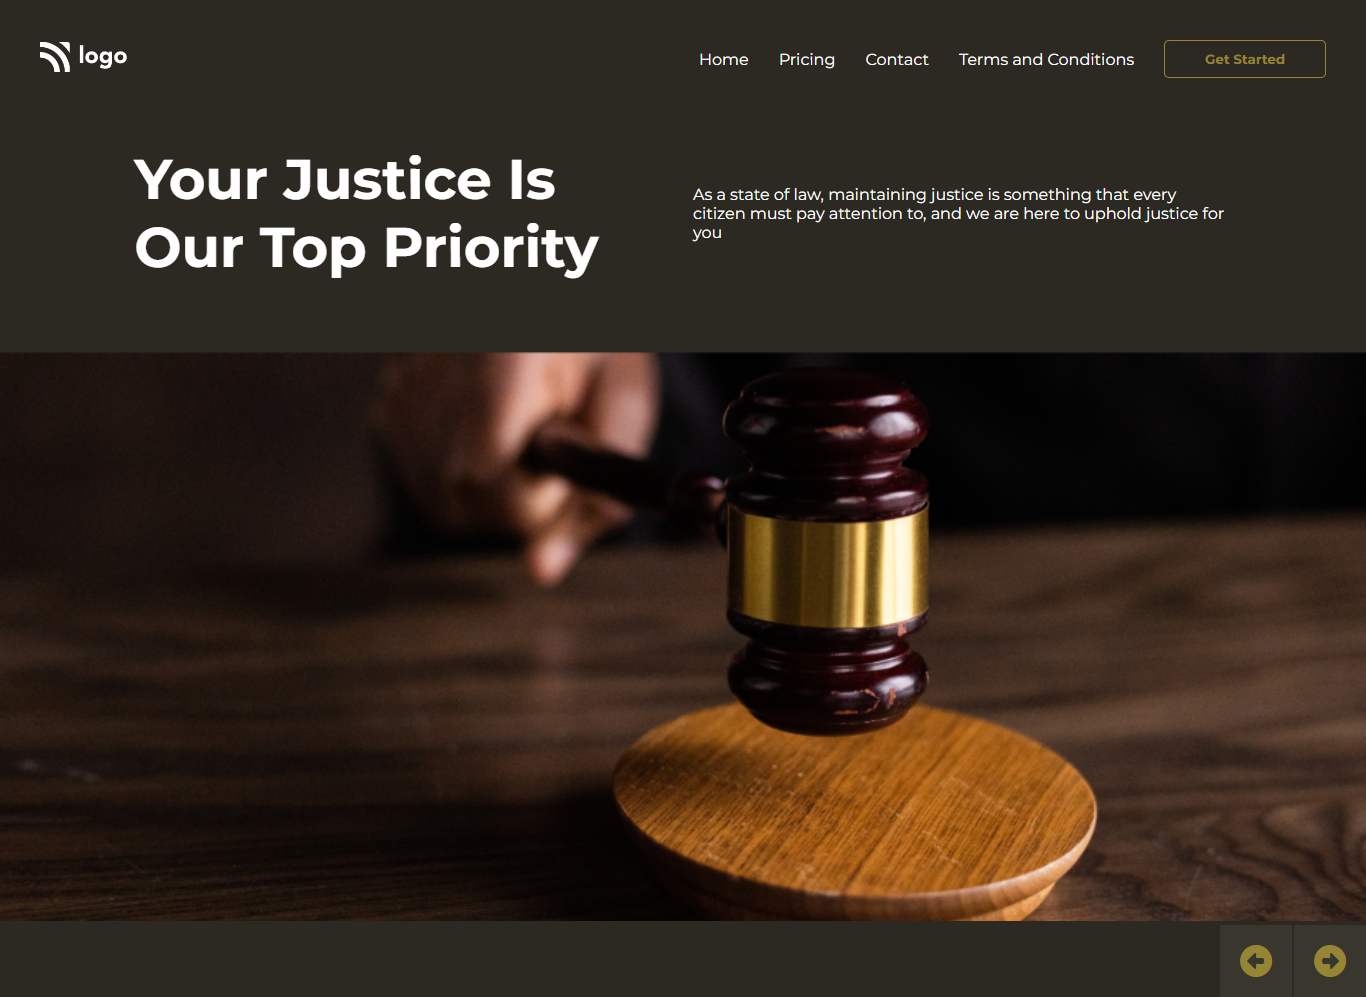 logo
Home
Pricing
Contact
Terms and Conditions
Get Started
Your Justice Is
Our Top Priority
As a state of law, maintaining justice is something that every
citizen must pay attention to, and we are here to uphold justice for
you